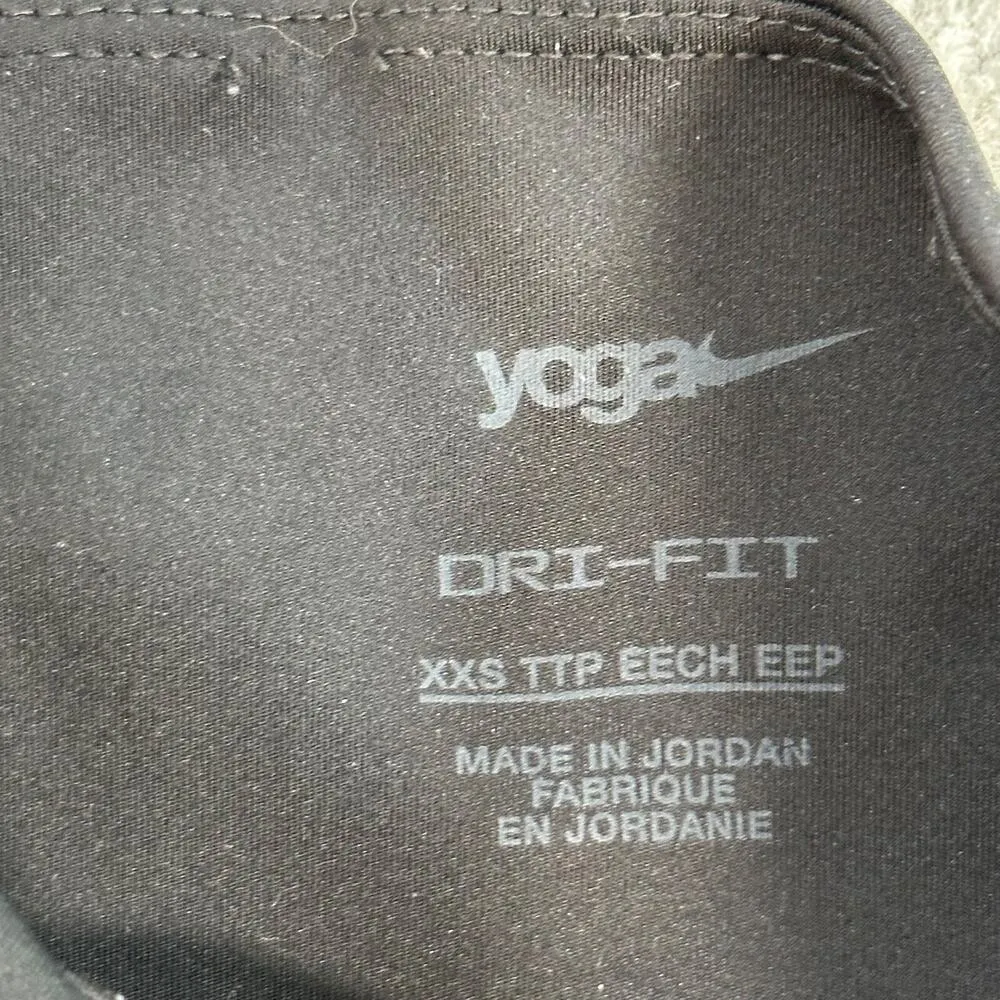 yoga
DRI-FIT
XXS TTP EECH EEP
MADE IN JORDAN
FABRIQUE
EN JORDANIE